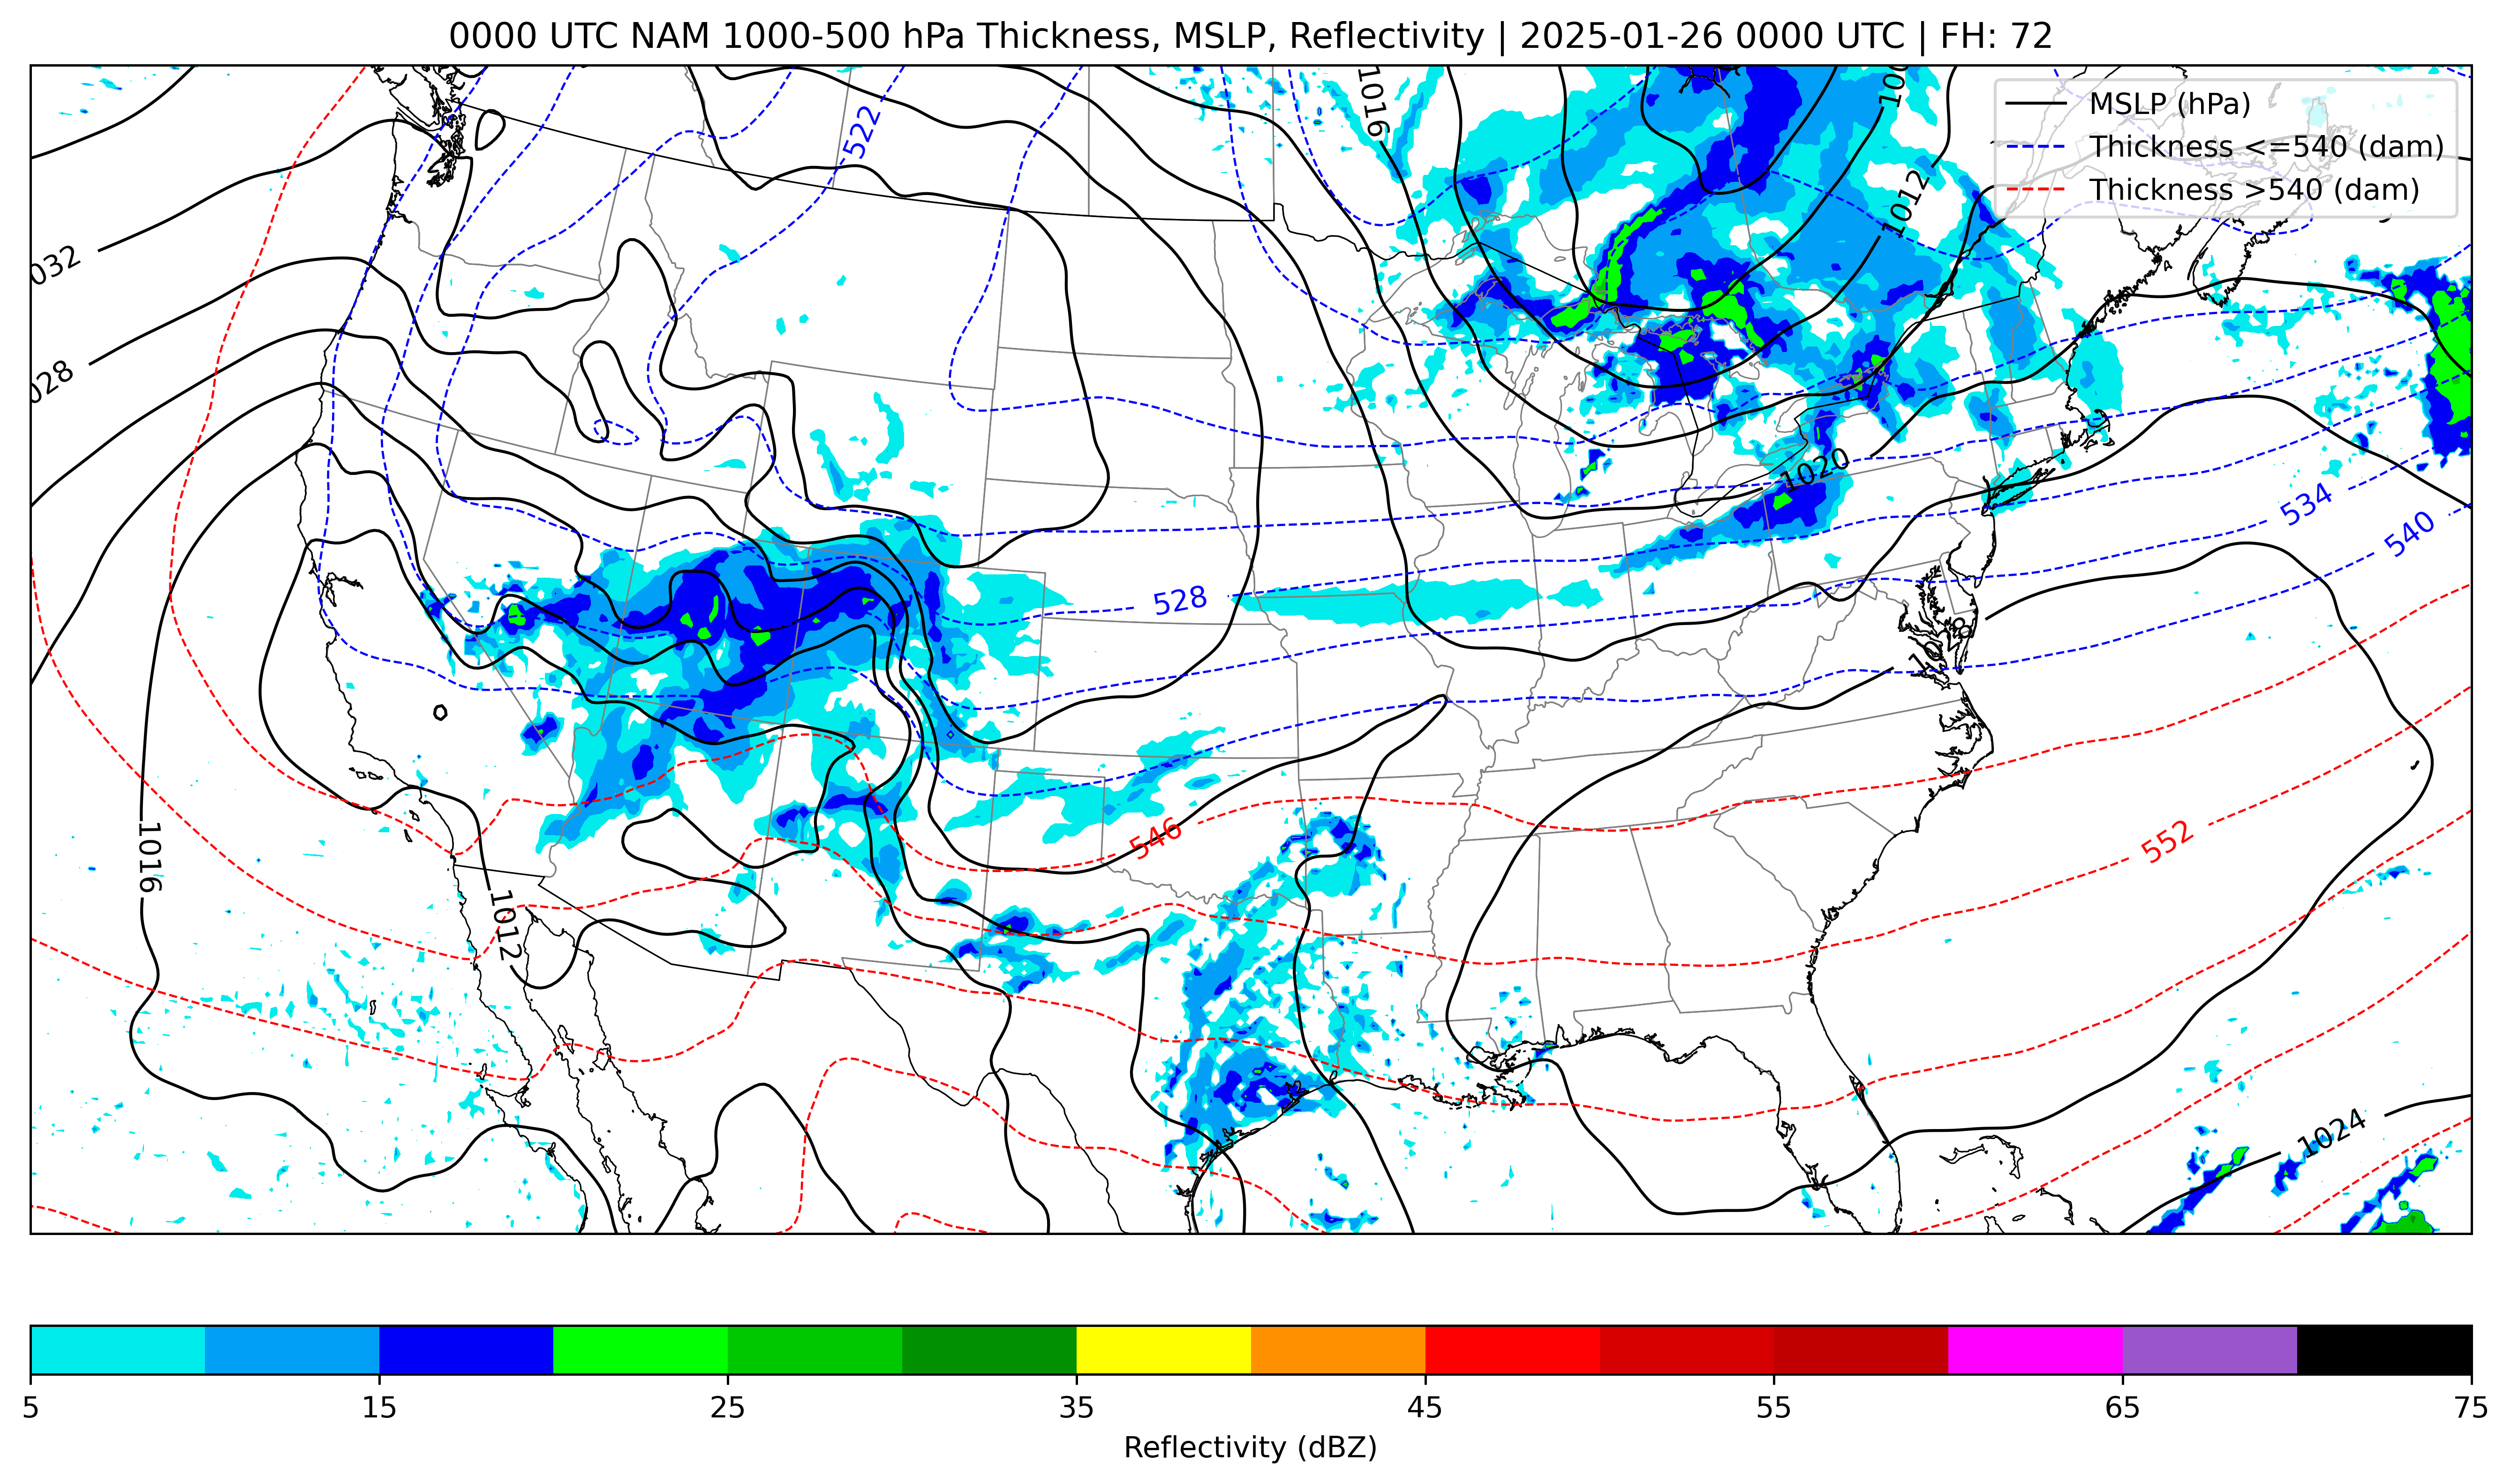 0000 UTC NAM 1000-500 hPa Thickness, MSLP, Reflectivity | 2025-01-26 0000 UTC | FH: 72
MSLP (hPa)
Thickness <=540 (dam)
Thickness >540 (dam)
1016
522
1012
032
028
1020
534
540
528
1016
546
552
1012
1024
5 15 25 35 45 55 65 75
Reflectivity (dBZ)